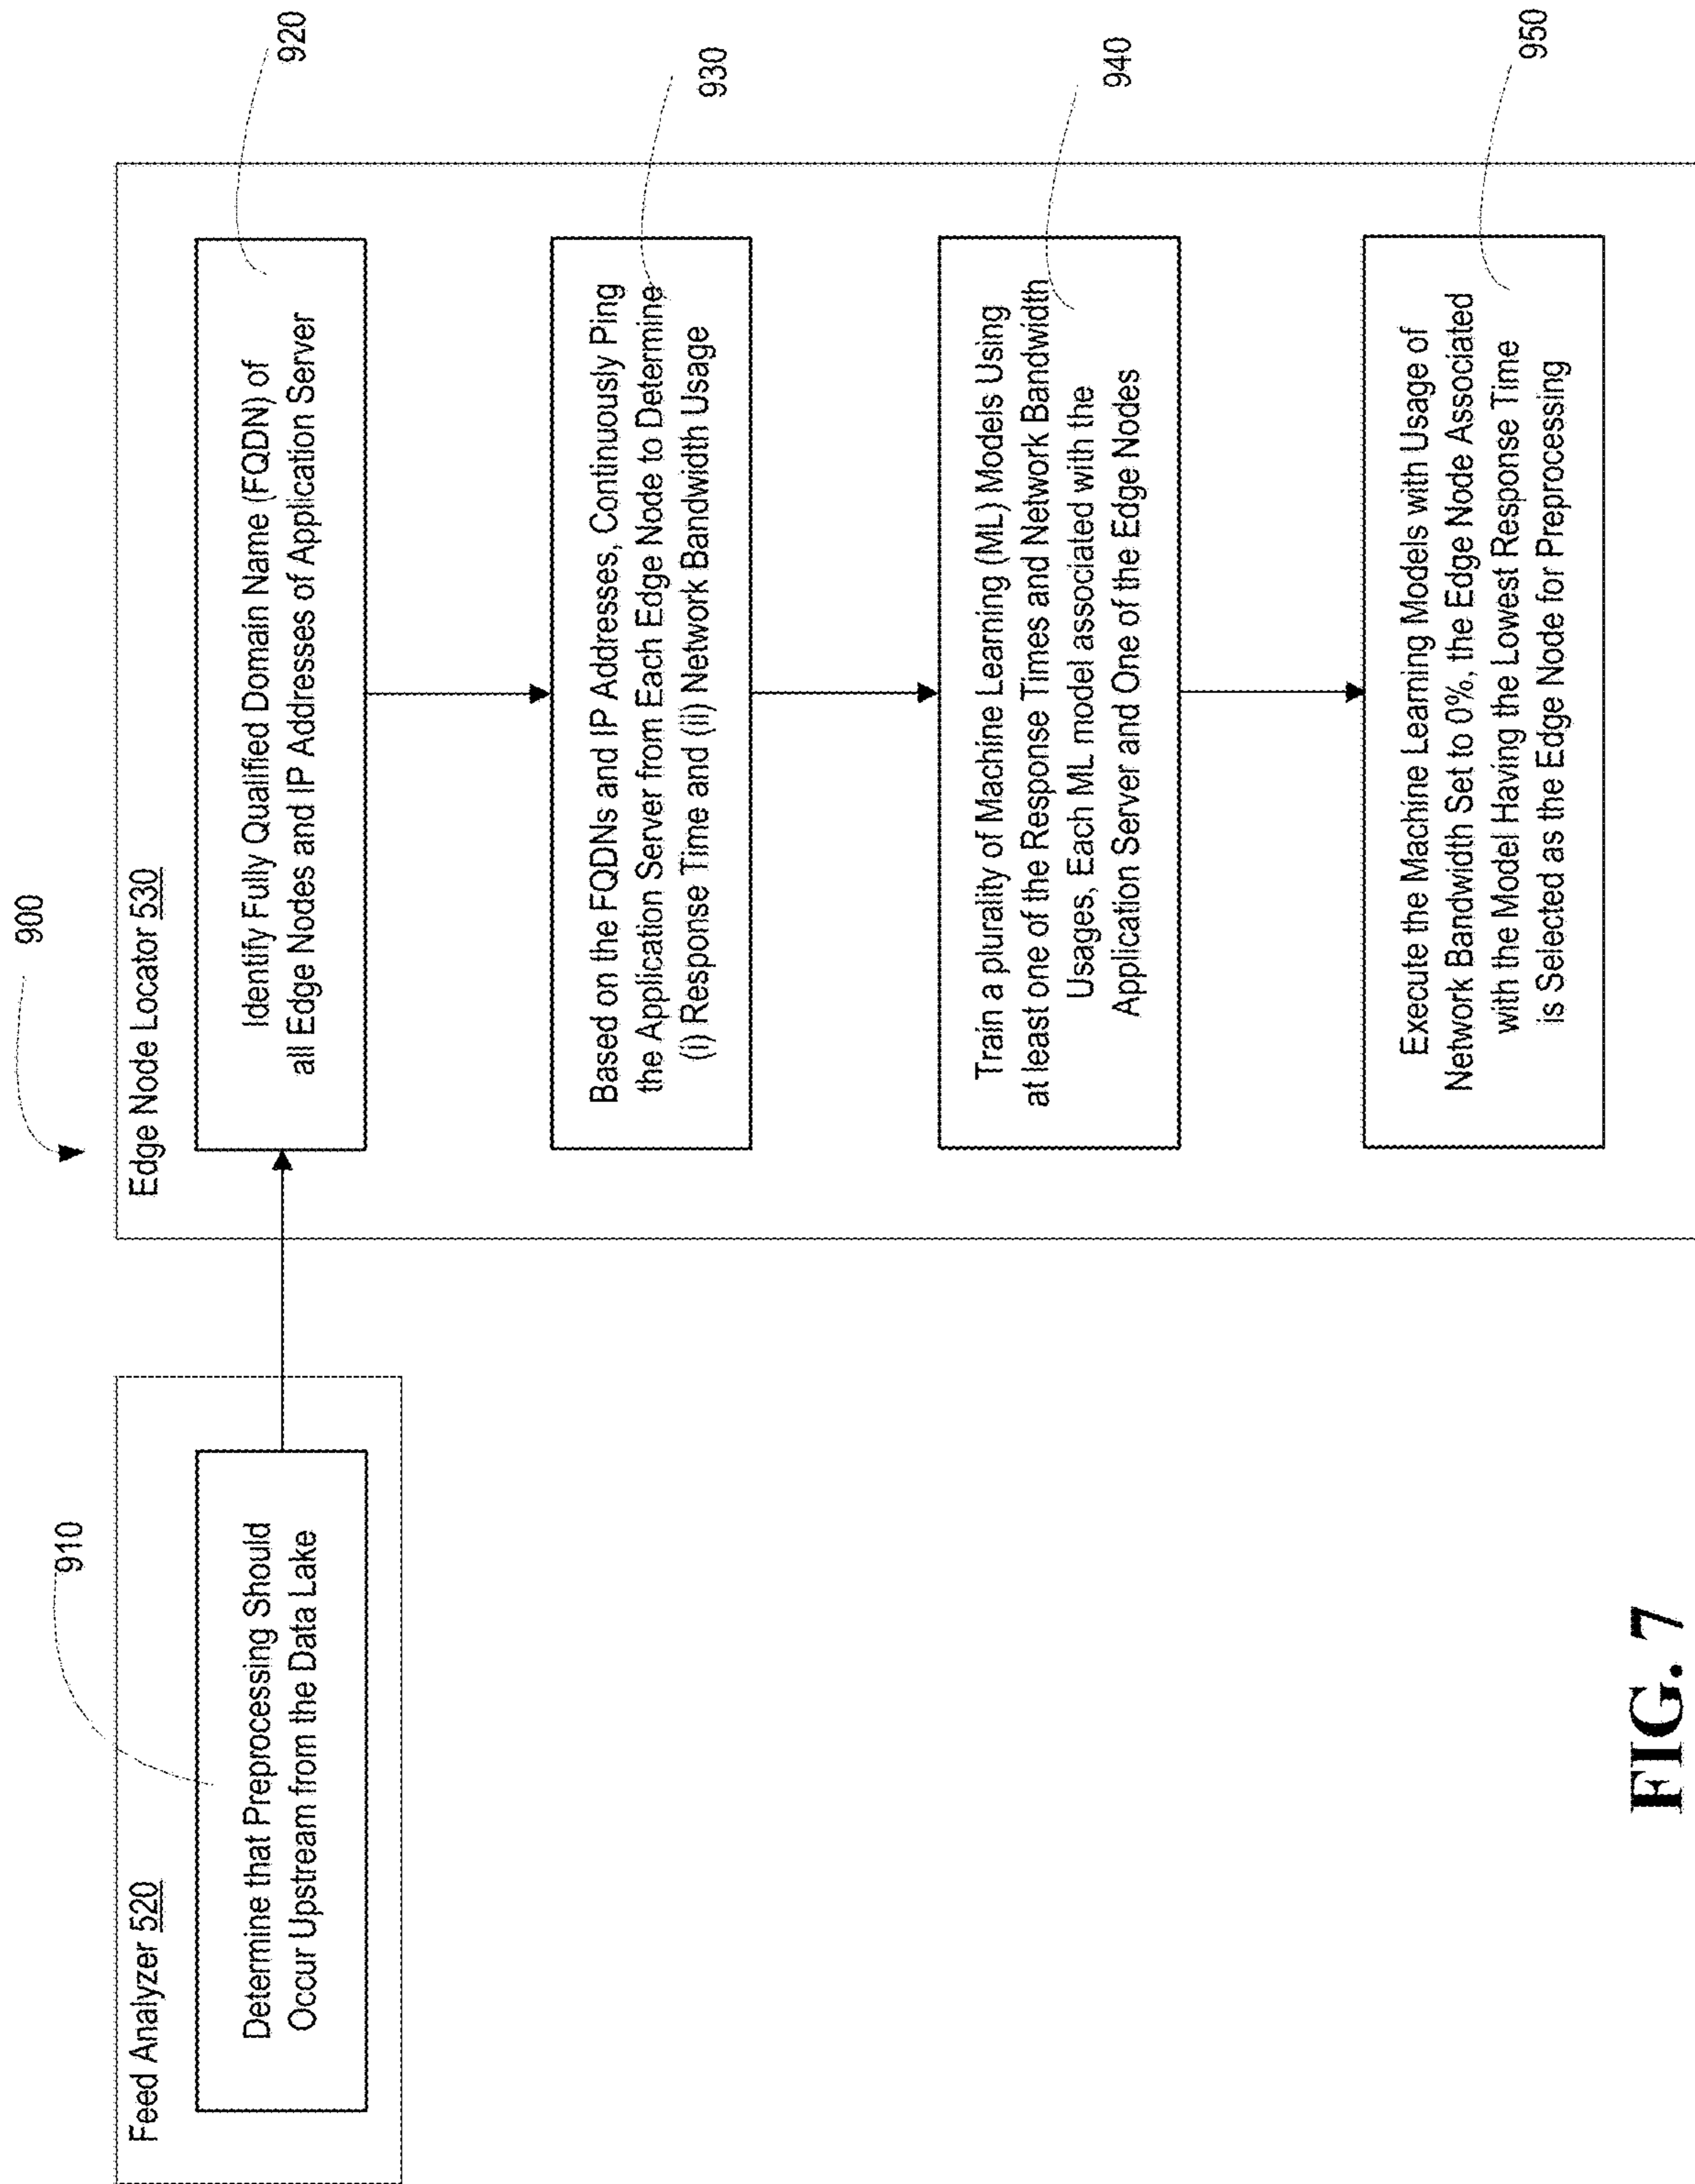 900
Feed Analyzer 520
910
Determine that Preprocessing Should
Occur Upstream from the Data Lake
Edge Node Locator 530
920
Identify Fully Qualified Domain Name (FQDN) of
all Edge Nodes and IP Addresses of Application Server
930
Based on the FQDNs and IP Addresses, Continuously Ping
the Application Server from Each Edge Node to Determine
(i) Response Time and (ii) Network Bandwidth Usage
940
Train a plurality of Machine Learning (ML) Models Using
at least one of the Response Times and Network Bandwidth
Usages, Each ML model associated with the
Application Server and One of the Edge Nodes
950
Execute the Machine Learning Models with Usage of
Network Bandwidth Set to 0%, the Edge Node Associated
with the Model Having the Lowest Response Time
is Selected as the Edge Node for Preprocessing
FIG. 7